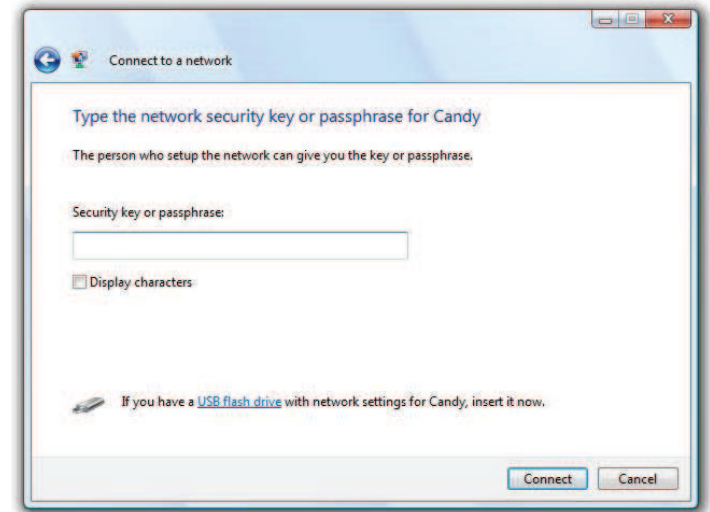 Connect to a network
Type the network security key or passphrase for Candy
The person who setup the network can give you the key or passphrase.
Security key or passphrase:
Display characters
If you have a USB flash drive with network settings for Candy, insert it now.
Connect Cancel